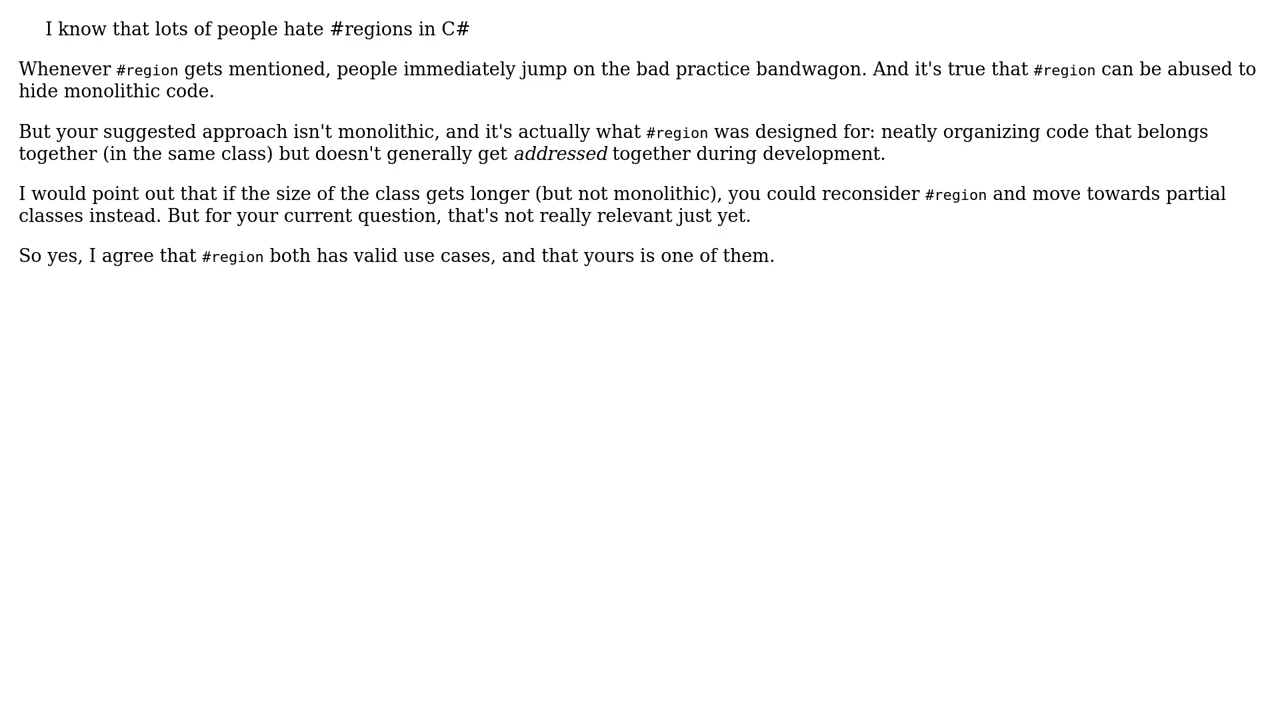 I know that lots of people hate #regions in C#
Whenever #region gets mentioned, people immediately jump on the bad practice bandwagon. And it's true that #region can be abused to
hide monolithic code.
But your suggested approach isn't monolithic, and it's actually what #region was designed for: neatly organizing code that belongs
together (in the same class) but doesn't generally get addressed together during development.
I would point out that if the size of the class gets longer (but not monolithic), you could reconsider #region and move towards partial
classes instead. But for your current question, that's not really relevant just yet.
So yes, I agree that #region both has valid use cases, and that yours is one of them.